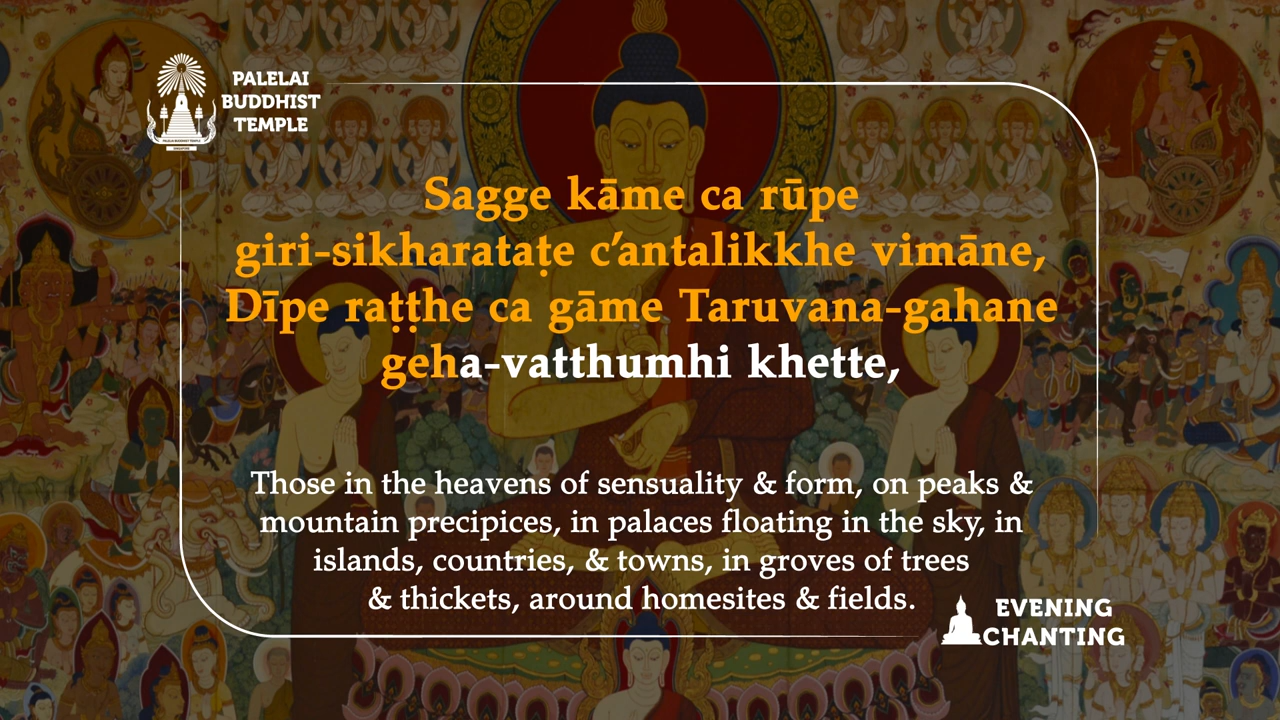 PALELAI
BUDDHIST
TEMPLE
Sagge kāme ca rūpe
giri-sikharataṭe c’antalikkhe vimāne,
Dīpe raṭṭhe ca gāme Taruvana-gahane
geha-vatthumhi khette,
Those in the heavens of sensuality & form, on peaks &
mountain precipices, in palaces floating in the sky, in
islands, countries, & towns, in groves of trees
& thickets, around homesites & fields.
EVENING
CHANTING